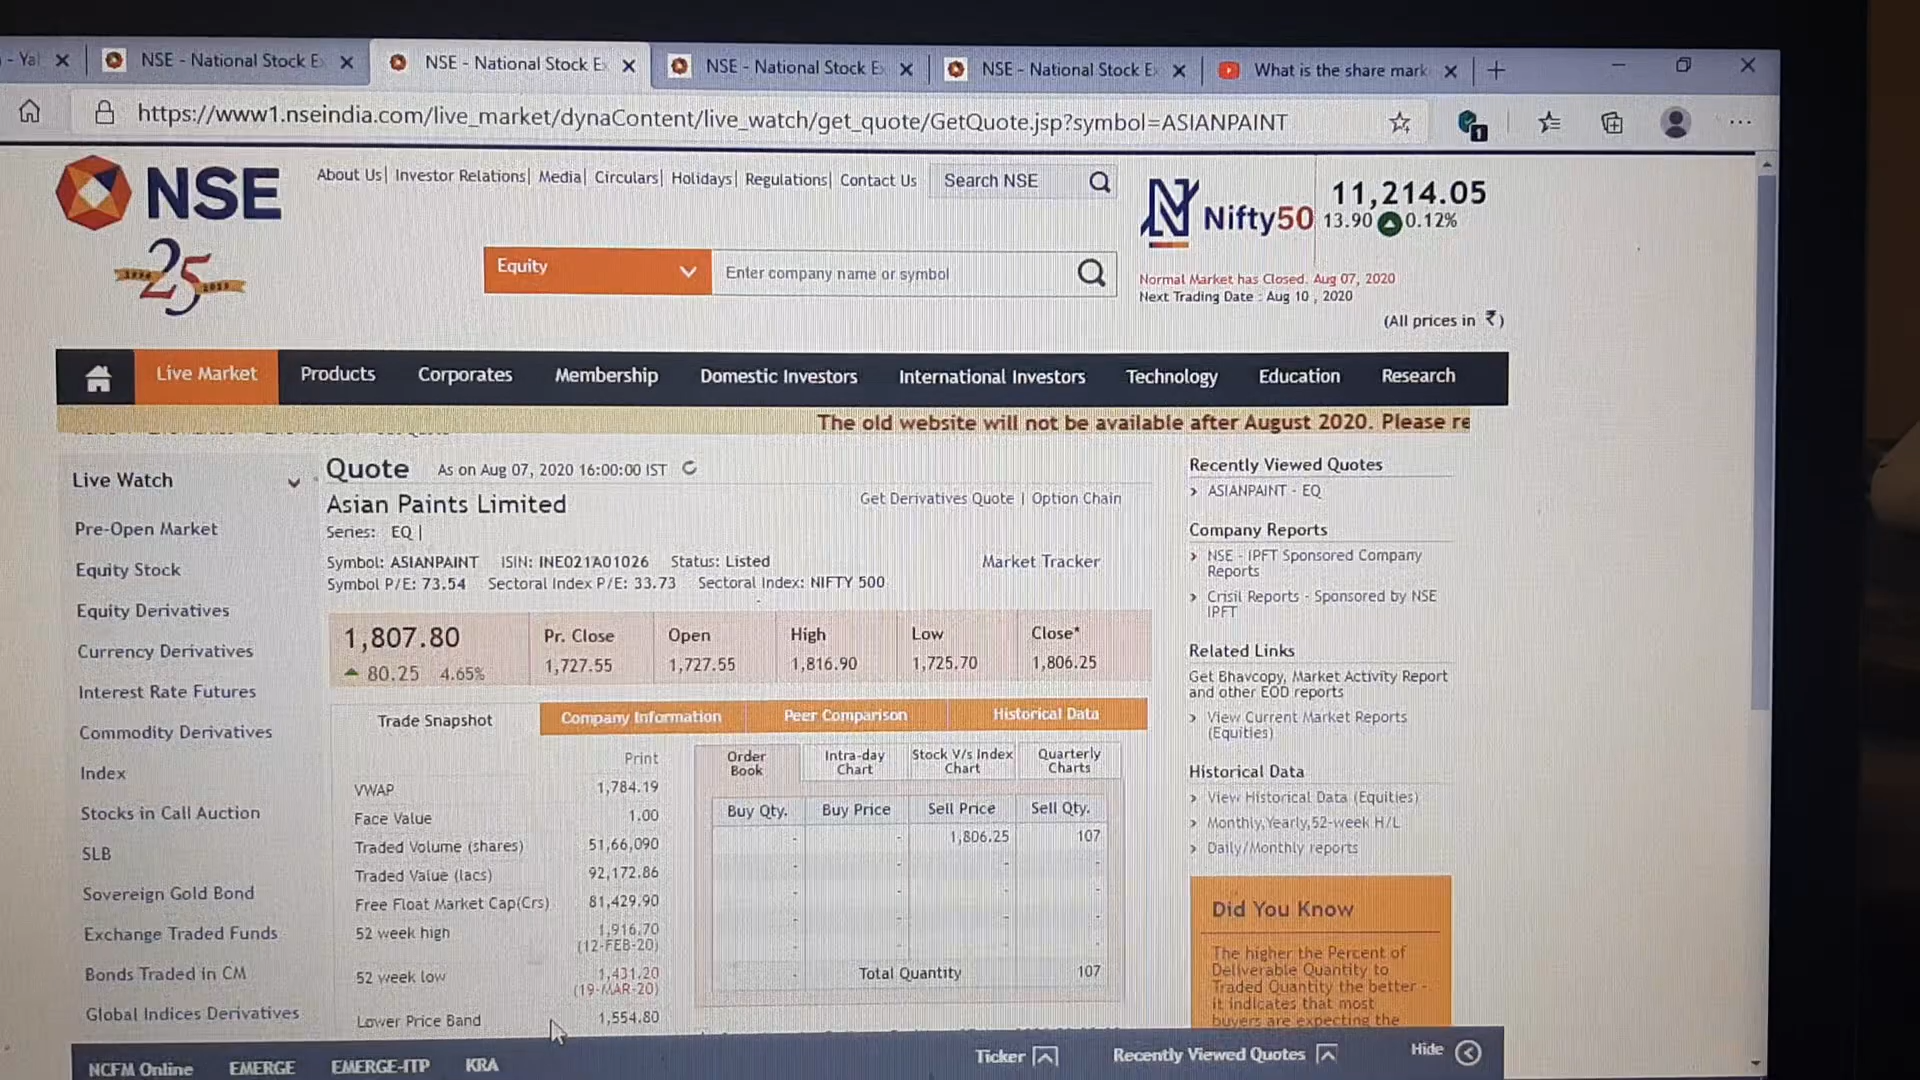 - Yal
NSE - National Stock E
NSE - National Stock E
NSE - National Stock E
NSE - National Stock E
What is the share mark
https://www1.nseindia.com/live_market/dynaContent/live_watch/get_quote/GetQuote.jsp?symbol=ASIANPAINT
1
NSE
25
About Us| Investor Relations| Media| Circulars| Holidays| Regulations| Contact Us
Search NSE
Nifty50
11,214.05
13.90 0.12%
Equity
Enter company name or symbol
Normal Market has Closed. Aug 07, 2020
Next Trading Date : Aug 10 , 2020
(All prices in ₹)
Live Market Products Corporates Membership Domestic Investors International Investors Technology Education Research
The old website will not be available after August 2020. Please re
Live Watch
Pre-Open Market
Equity Stock
Equity Derivatives
Currency Derivatives
Interest Rate Futures
Commodity Derivatives
Index
Stocks in Call Auction
SLB
Sovereign Gold Bond
Exchange Traded Funds
Bonds Traded in CM
Global Indices Derivatives
Quote As on Aug 07, 2020 16:00:00 IST
Asian Paints Limited
Get Derivatives Quote | Option Chain
Series: EQ |
Symbol: ASIANPAINT ISIN: INE021A01026 Status: Listed
Market Tracker
Symbol P/E: 73.54 Sectoral Index P/E: 33.73 Sectoral Index: NIFTY 500
1,807.80
80.25 4.65%
Pr. Close Open High Low Close*
1,727.55 1,727.55 1,816.90 1,725.70 1,806.25
Trade Snapshot Company Information Peer Comparison Historical Data
Print
VWAP 1,784.19
Face Value 1.00
Traded Volume (shares) 51,66,090
Traded Value (lacs) 92,172.86
Free Float Market Cap(Crs) 81,429.90
52 week high 1,916.70
(12-FEB-20)
52 week low 1,431.20
(19-MAR-20)
Lower Price Band 1,554.80
Order Book
Intra-day Chart
Stock V/s Index Chart
Quarterly Charts
Buy Qty. Buy Price Sell Price Sell Qty.
- - 1,806.25 107
- - - -
- - - -
- - - -
- - - -
- Total Quantity 107
Recently Viewed Quotes
› ASIANPAINT - EQ
Company Reports
› NSE - IPFT Sponsored Company
Reports
› Crisil Reports - Sponsored by NSE
IPFT
Related Links
Get Bhavcopy, Market Activity Report
and other EOD reports
› View Current Market Reports
(Equities)
Historical Data
› View Historical Data (Equities)
› Monthly,Yearly,52-week H/L
› Daily/Monthly reports
Did You Know
The higher the Percent of
Deliverable Quantity to
Traded Quantity the better -
it indicates that most
buyers are expecting the
NCFM Online EMERGE EMERGE-ITP KRA
Ticker Recently Viewed Quotes Hide